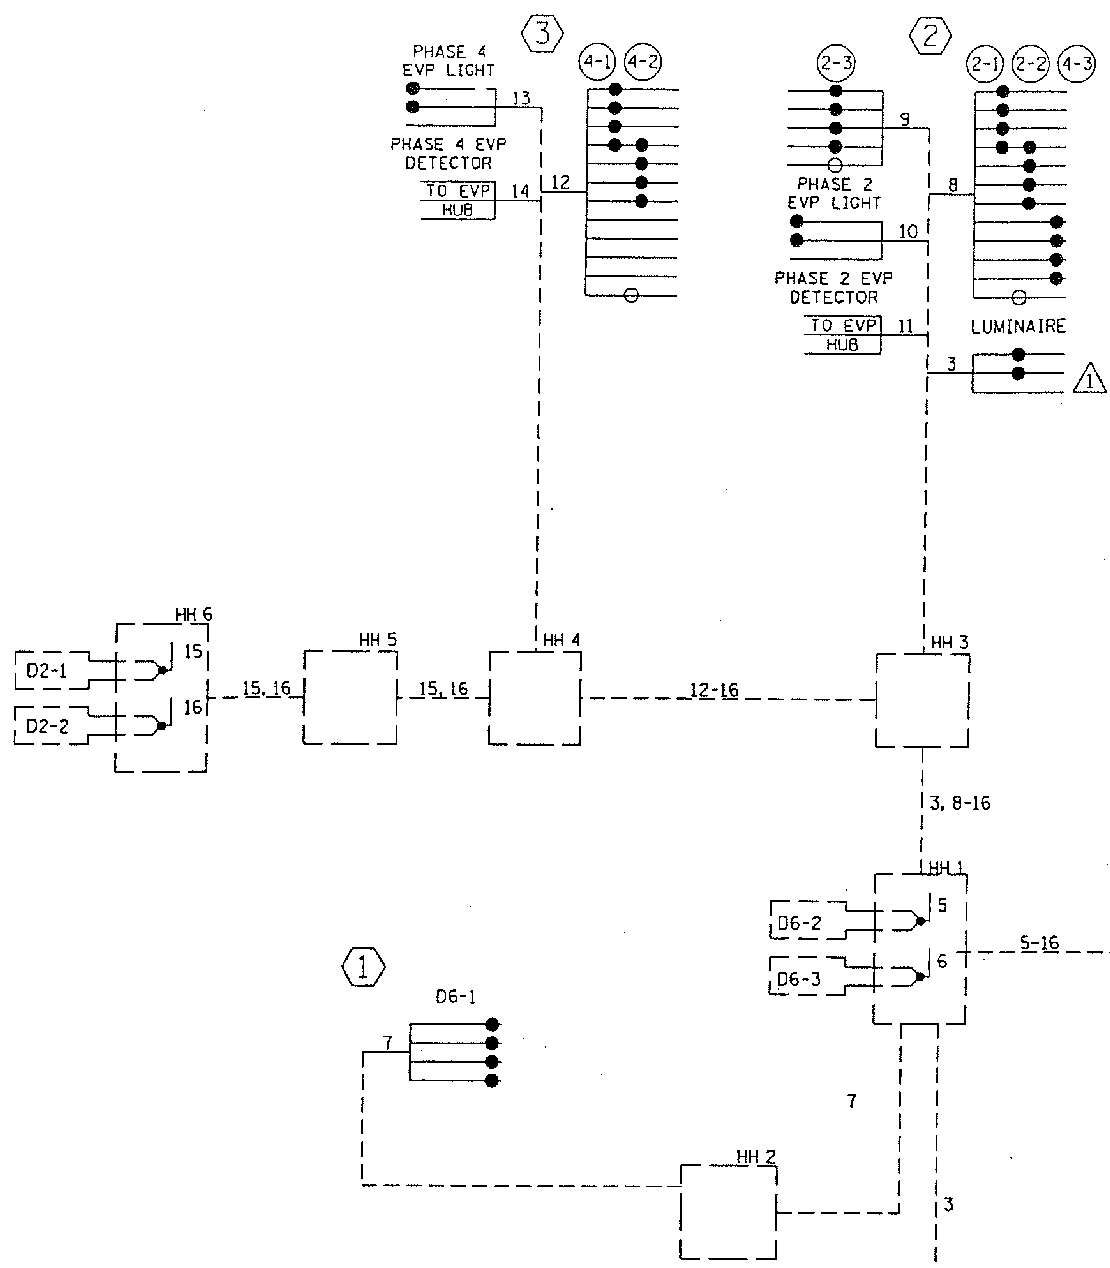 3
2
PHASE 4
EVP LIGHT
4-1
4-2
2-3
2-1
2-2
4-3
13
9
PHASE 4 EVP
DETECTOR
12
8
TO EVP
HUB
14
PHASE 2
EVP LIGHT
10
PHASE 2 EVP
DETECTOR
TO EVP
HUB
11
LUMINAIRE
3
1
HH 6
HH 5
HH 4
HH 3
D2-1
15
15, 16
15, 16
12-16
D2-2
16
3, 8-16
HH 1
D6-2
5
5-16
D6-3
6
1
D6-1
7
7
HH 2
3